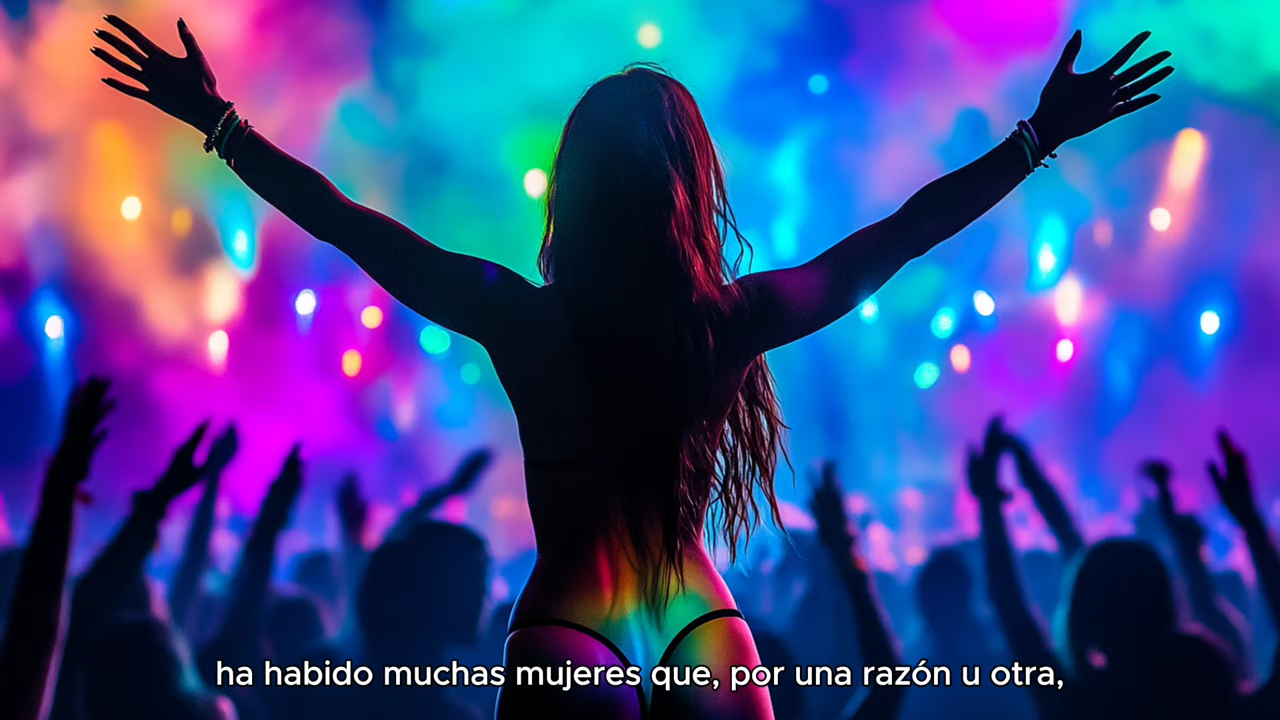 ha habido muchas mujeres que, por una razón u otra,